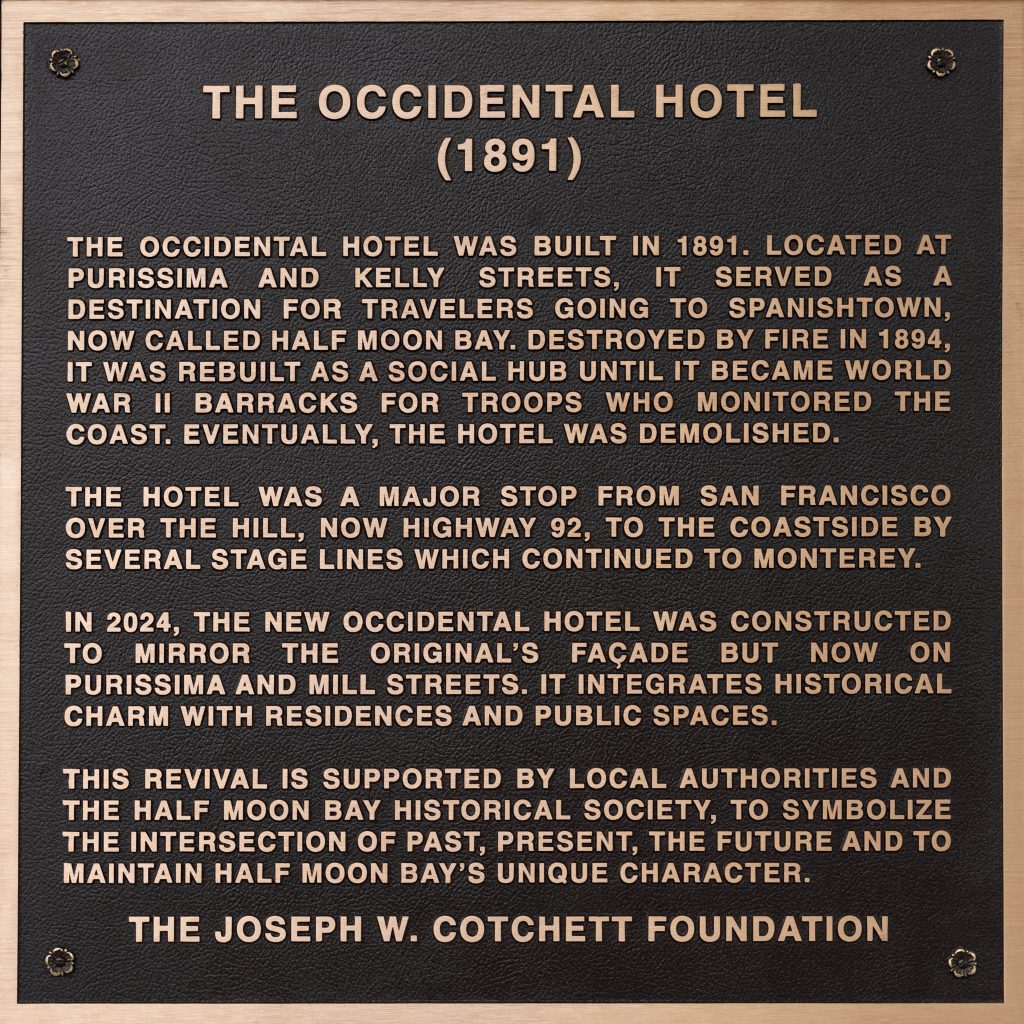 THE OCCIDENTAL HOTEL
(1891)
THE OCCIDENTAL HOTEL WAS BUILT IN 1891. LOCATED AT
PURISSIMA AND KELLY STREETS, IT SERVED AS A
DESTINATION FOR TRAVELERS GOING TO SPANISHTOWN,
NOW CALLED HALF MOON BAY. DESTROYED BY FIRE IN 1894,
IT WAS REBUILT AS A SOCIAL HUB UNTIL IT BECAME WORLD
WAR II BARRACKS FOR TROOPS WHO MONITORED THE
COAST. EVENTUALLY, THE HOTEL WAS DEMOLISHED.
THE HOTEL WAS A MAJOR STOP FROM SAN FRANCISCO
OVER THE HILL, NOW HIGHWAY 92, TO THE COASTSIDE BY
SEVERAL STAGE LINES WHICH CONTINUED TO MONTEREY.
IN 2024, THE NEW OCCIDENTAL HOTEL WAS CONSTRUCTED
TO MIRROR THE ORIGINAL'S FAÇADE BUT NOW ON
PURISSIMA AND MILL STREETS. IT INTEGRATES HISTORICAL
CHARM WITH RESIDENCES AND PUBLIC SPACES.
THIS REVIVAL IS SUPPORTED BY LOCAL AUTHORITIES AND
THE HALF MOON BAY HISTORICAL SOCIETY, TO SYMBOLIZE
THE INTERSECTION OF PAST, PRESENT, THE FUTURE AND TO
MAINTAIN HALF MOON BAY'S UNIQUE CHARACTER.
THE JOSEPH W. COTCHETT FOUNDATION